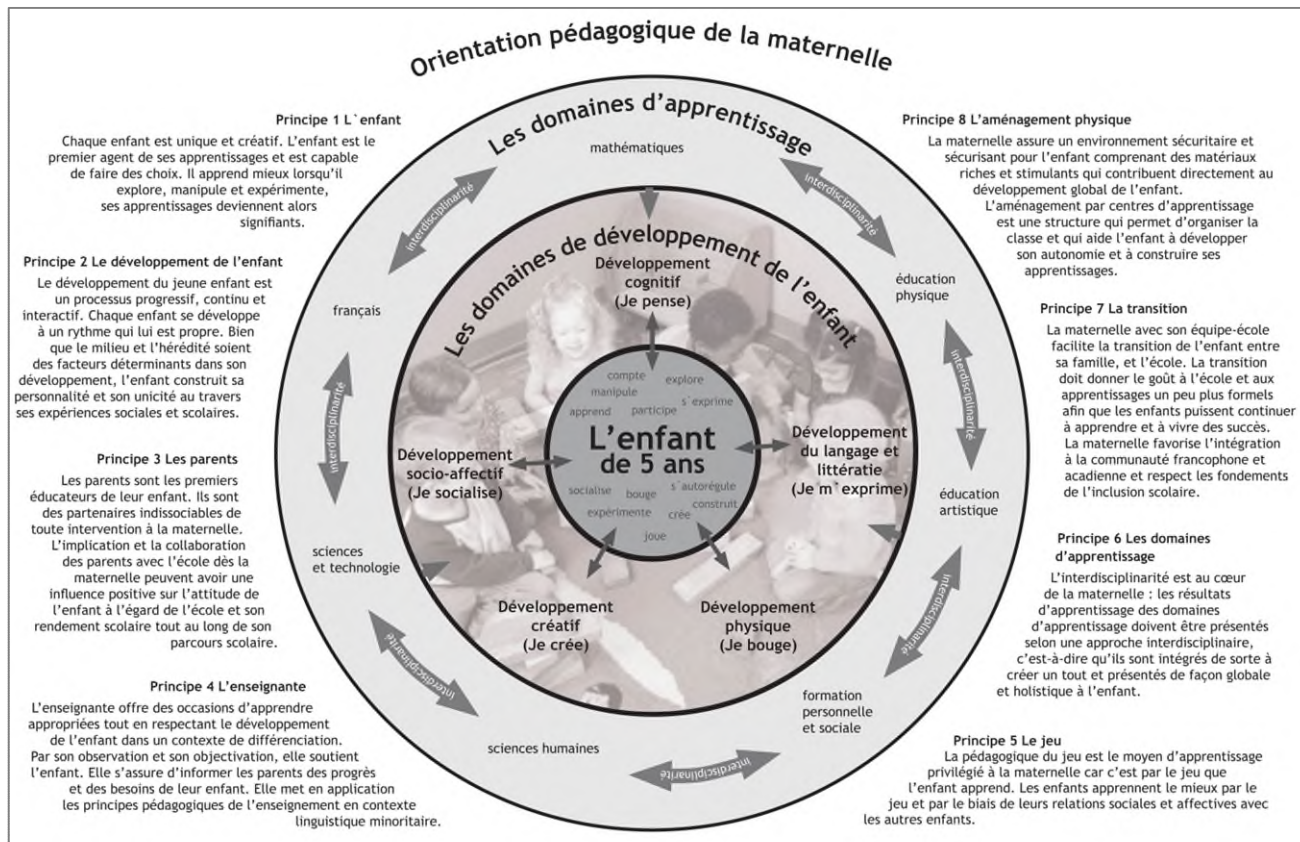 Orientation pédagogique de la maternelle
Principe 1 L`enfant
Chaque enfant est unique et créatif. L’enfant est le
premier agent de ses apprentissages et est capable
de faire des choix. Il apprend mieux lorsqu’il
explore, manipule et expérimente,
ses apprentissages deviennent alors
signifiants.
Principe 2 Le développement de l’enfant
Le développement du jeune enfant est
un processus progressif, continu et
interactif. Chaque enfant se développe
à un rythme qui lui est propre. Bien
que le milieu et l’hérédité soient
des facteurs déterminants dans son
développement, l’enfant construit sa
personnalité et son unicité au travers
ses expériences sociales et scolaires.
Principe 3 Les parents
Les parents sont les premiers
éducateurs de leur enfant. Ils sont
des partenaires indissociables de
toute intervention à la maternelle.
L’implication et la collaboration
des parents avec l’école dès la
maternelle peuvent avoir une
influence positive sur l’attitude de
l’enfant à l’égard de l’école et son
rendement scolaire tout au long de son
parcours scolaire.
Principe 4 L’enseignante
L’enseignante offre des occasions d’apprendre
appropriées tout en respectant le développement
de l’enfant dans un contexte de différenciation.
Par son observation et son objectivation, elle soutient
l’enfant. Elle s’assure d’informer les parents des progrès
et des besoins de leur enfant. Elle met en application
les principes pédagogiques de l’enseignement en contexte
linguistique minoritaire.
Les domaines d’apprentissage
mathématiques
interdisciplinarité
éducation
physique
interdisciplinarité
éducation
artistique
interdisciplinarité
formation
personnelle
et sociale
interdisciplinarité
sciences humaines
interdisciplinarité
sciences
et technologie
interdisciplinarité
français
interdisciplinarité
Les domaines de développement de l’enfant
Développement
cognitif
(Je pense)
Développement
du langage et
littératie
(Je m`exprime)
Développement
physique
(Je bouge)
Développement
créatif
(Je crée)
Développement
socio-affectif
(Je socialise)
compte
explore
manipule
s`exprime
apprend
participe
L’enfant
de 5 ans
socialise
bouge
s`autorégule
expérimente
crée
construit
joue
Principe 8 L’aménagement physique
La maternelle assure un environnement sécuritaire et
sécurisant pour l’enfant comprenant des matériaux
riches et stimulants qui contribuent directement au
développement global de l’enfant.
L’aménagement par centres d’apprentissage
est une structure qui permet d’organiser la
classe et qui aide l’enfant à développer
son autonomie et à construire ses
apprentissages.
Principe 7 La transition
La maternelle avec son équipe-école
facilite la transition de l’enfant entre
sa famille, et l’école. La transition
doit donner le goût à l’école et aux
apprentissages un peu plus formels
afin que les enfants puissent continuer
à apprendre et à vivre des succès.
La maternelle favorise l’intégration
à la communauté francophone et
acadienne et respect les fondements
de l’inclusion scolaire.
Principe 6 Les domaines
d’apprentissage
L’interdisciplinarité est au cœur
de la maternelle : les résultats
d’apprentissage des domaines
d’apprentissage doivent être présentés
selon une approche interdisciplinaire,
c’est-à-dire qu’ils sont intégrés de sorte à
créer un tout et présentés de façon globale
et holistique à l’enfant.
Principe 5 Le jeu
La pédagogique du jeu est le moyen d’apprentissage
privilégié à la maternelle car c’est par le jeu que
l’enfant apprend. Les enfants apprennent le mieux par le
jeu et par le biais de leurs relations sociales et affectives avec
les autres enfants.